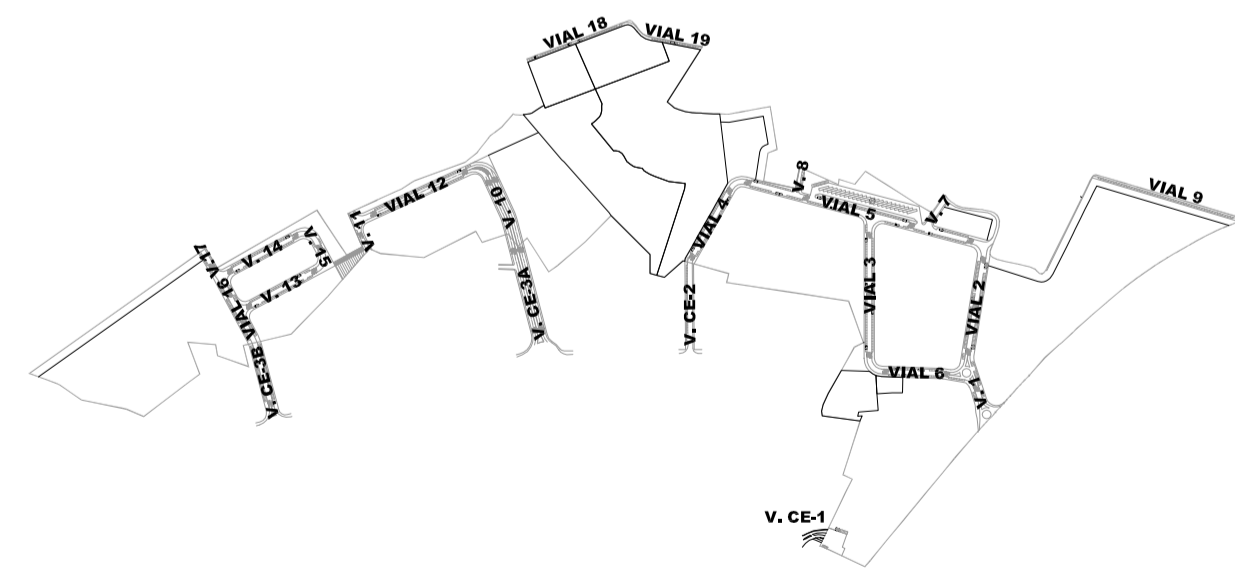 VIAL 18
VIAL 19
V. 8
VIAL 9
VIAL 12
V. 10
V. 11
VIAL 4
VIAL 5
V. 7
V. 17
V. 14
V. 15
V. 13
VIAL 16
VIAL 3
VIAL 2
V. CE-3A
V. CE-2
V. CE-3B
VIAL 6
V. 1
V. CE-1